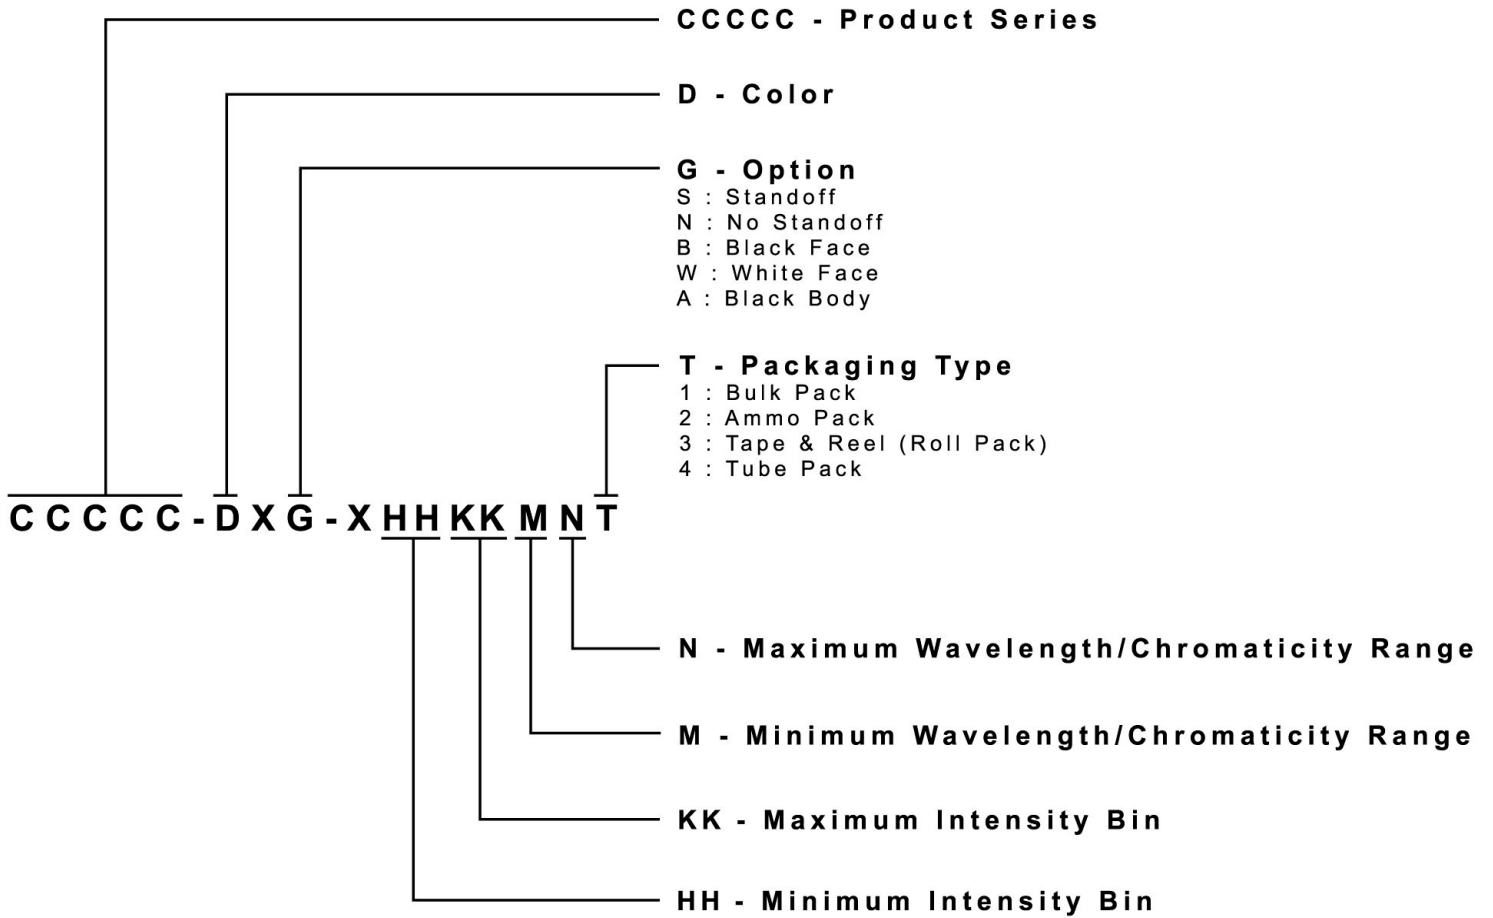 CCCCC - Product Series
D - Color
G - Option
S : Standoff
N : No Standoff
B : Black Face
W : White Face
A : Black Body
T - Packaging Type
1 : Bulk Pack
2 : Ammo Pack
3 : Tape & Reel (Roll Pack)
4 : Tube Pack
CCCCC-DXG-XHHKKMNT
N - Maximum Wavelength/Chromaticity Range
M - Minimum Wavelength/Chromaticity Range
KK - Maximum Intensity Bin
HH - Minimum Intensity Bin